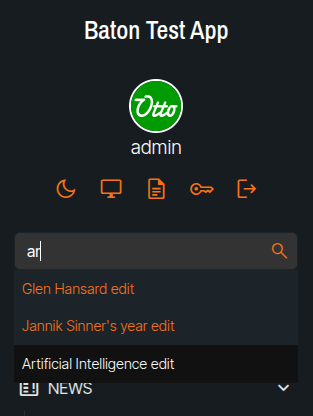 Baton Test App
Otto
admin
ar
Glen Hansard edit
Jannik Sinner's year edit
Artificial Intelligence edit
NEWS